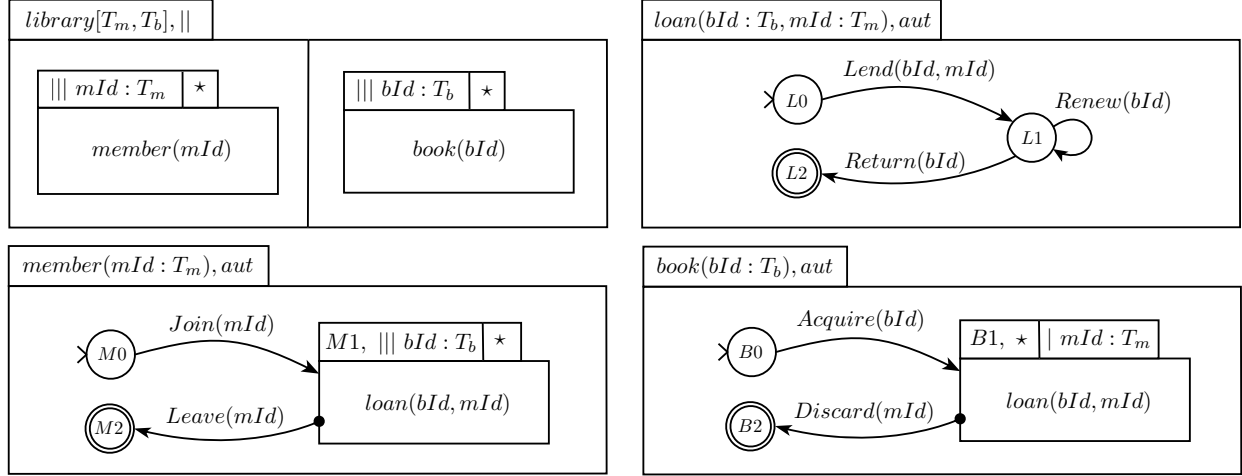 library[T_m, T_b], ||
||| mId : T_m ⋆
member(mId)
||| bId : T_b ⋆
book(bId)
loan(bId : T_b, mId : T_m), aut
L0
Lend(bId, mId)
Renew(bId)
L1
L2
Return(bId)
member(mId : T_m), aut
Join(mId)
M0
M1, ||| bId : T_b ⋆
loan(bId, mId)
Leave(mId)
M2
book(bId : T_b), aut
Acquire(bId)
B0
B1, ⋆ | mId : T_m
loan(bId, mId)
Discard(mId)
B2